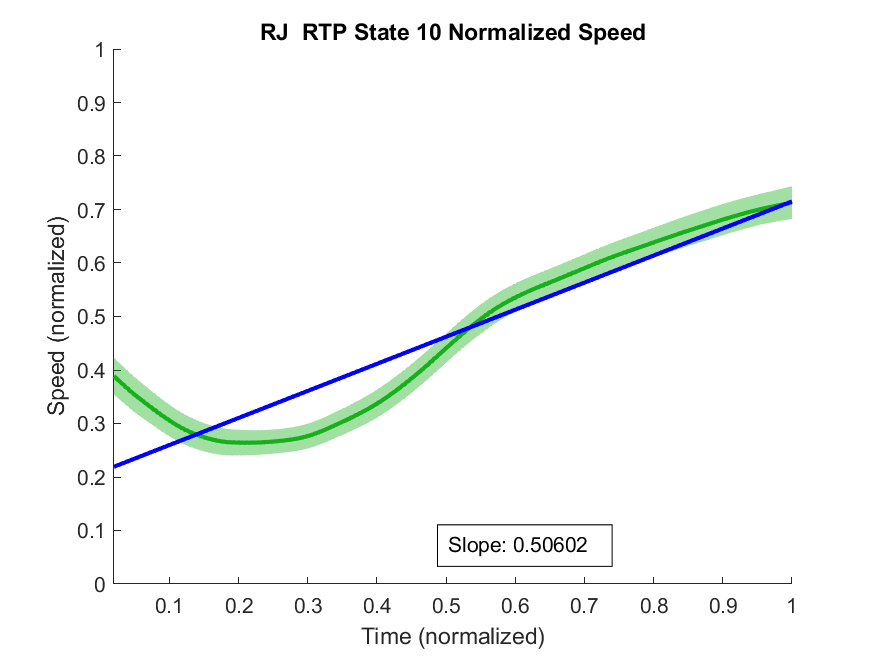 RJ  RTP State 10 Normalized Speed
1
0.9
0.8
0.7
0.6
0.5
0.4
0.3
0.2
0.1
0
Speed (normalized)
Slope: 0.50602
0.1 0.2 0.3 0.4 0.5 0.6 0.7 0.8 0.9 1
Time (normalized)